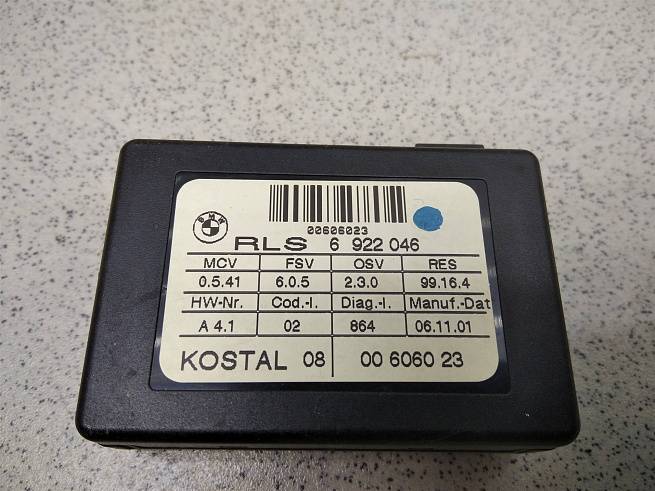 BMW
00606023
RLS 6 922 046
MCV FSV OSV RES
0.5.41 6.0.5 2.3.0 99.16.4
HW-Nr. Cod.-I. Diag.-I. Manuf.-Dat
A 4.1 02 864 06.11.01
KOSTAL 08 00 6060 23